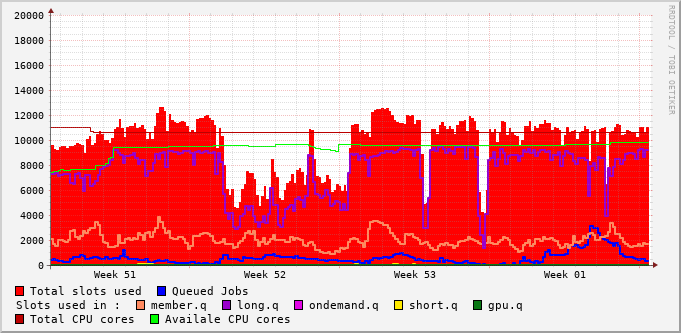 20000
18000
16000
14000
12000
10000
8000
6000
4000
2000
0
Week 51 Week 52 Week 53 Week 01
Total slots used Queued Jobs
Slots used in : member.q long.q ondemand.q short.q gpu.q
Total CPU cores Availale CPU cores
RRDTOOL / TOBI OETIKER